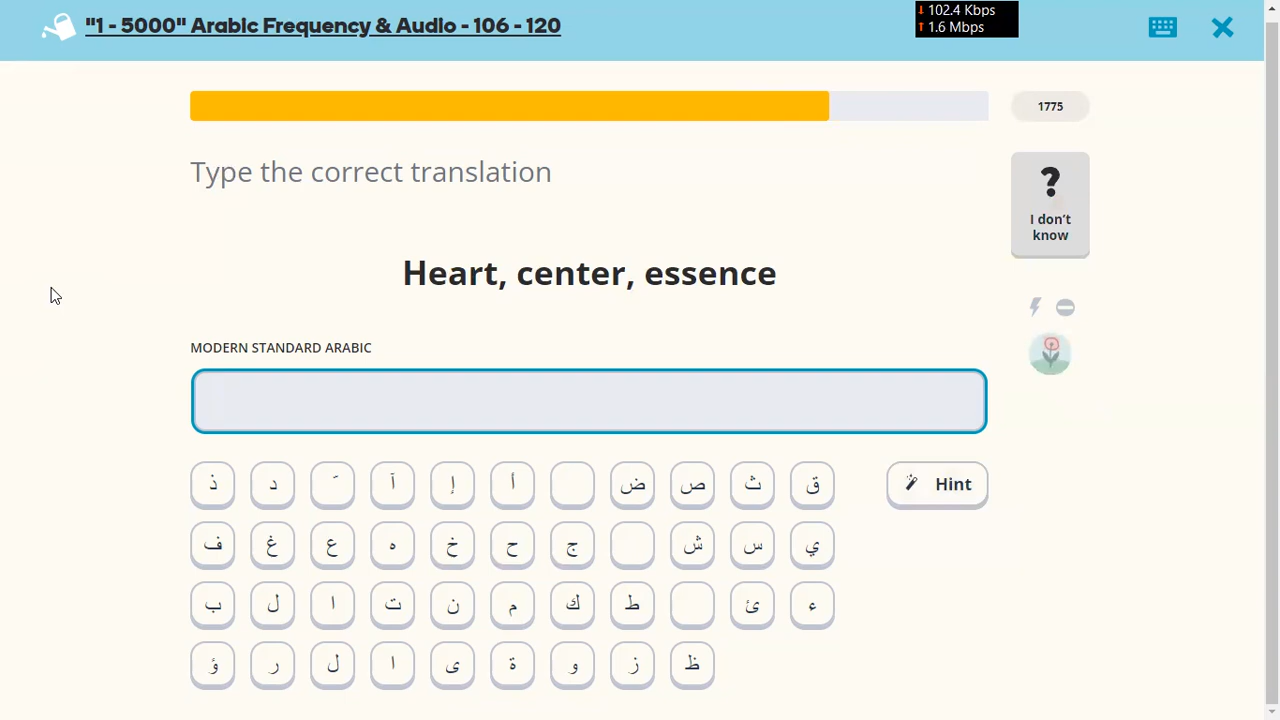 "1 - 5000" Arabic Frequency & Audio - 106 - 120
102.4 Kbps
1.6 Mbps
1775
Type the correct translation
?
I don't know
Heart, center, essence
MODERN STANDARD ARABIC
ذ د َ آ إ أ ض ص ث ق
Hint
ف غ ع ه خ ح ج ش س ي
ب ل ا ت ن م ك ط ئ ء
ؤ ر ل ا ى ة و ز ظ